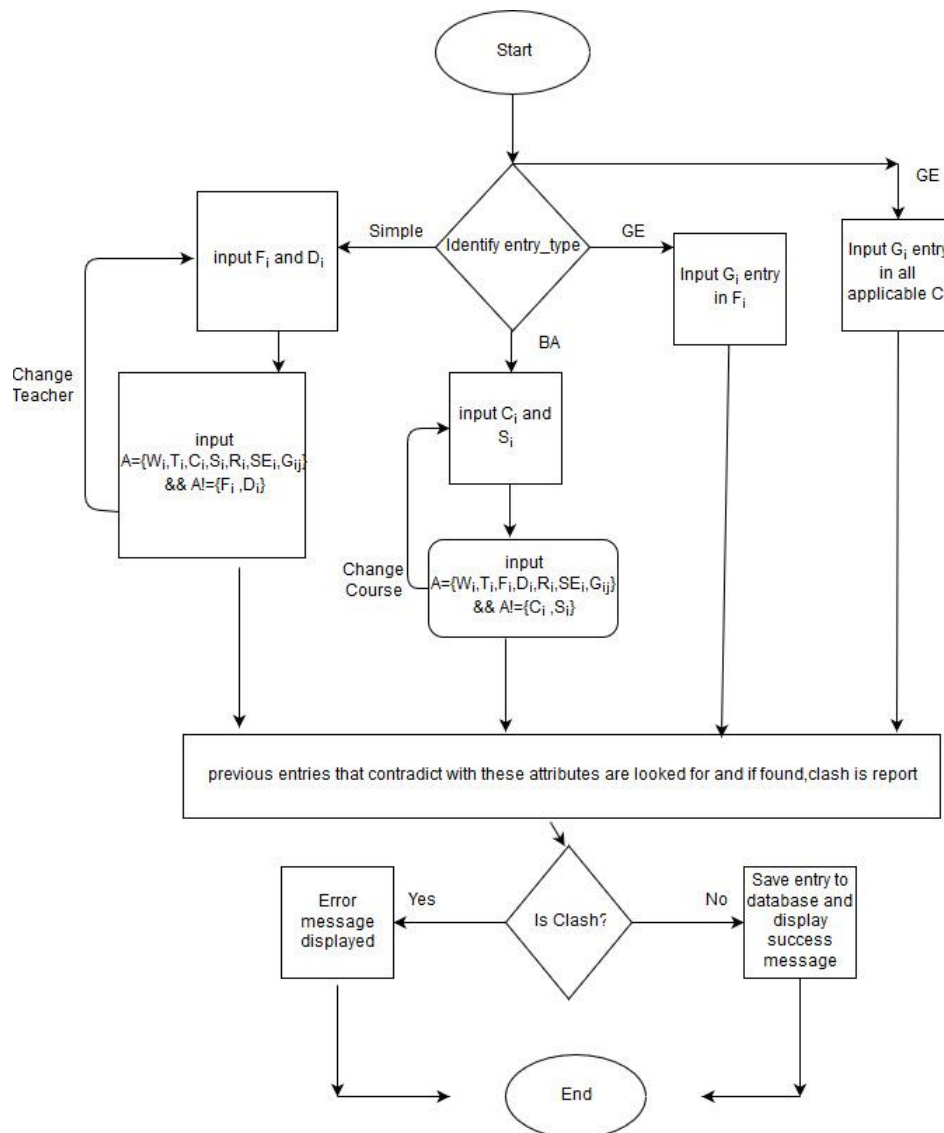 Start
GE
Simple
Identify entry_type
GE
input Fᵢ and Dᵢ
Input Gᵢ entry
in Fᵢ
Input Gᵢ entry
in all
applicable C
BA
Change
Teacher
input
A={Wᵢ,Tᵢ,Cᵢ,Sᵢ,Rᵢ,SEᵢ,Gᵢⱼ}
&& A!={Fᵢ ,Dᵢ}
input Cᵢ and
Sᵢ
Change
Course
input
A={Wᵢ,Tᵢ,Fᵢ,Dᵢ,Rᵢ,SEᵢ,Gᵢⱼ}
&& A!={Cᵢ ,Sᵢ}
previous entries that contradict with these attributes are looked for and if found,clash is report
Error
message
displayed
Yes
Is Clash?
No
Save entry to
database and
display
success
message
End